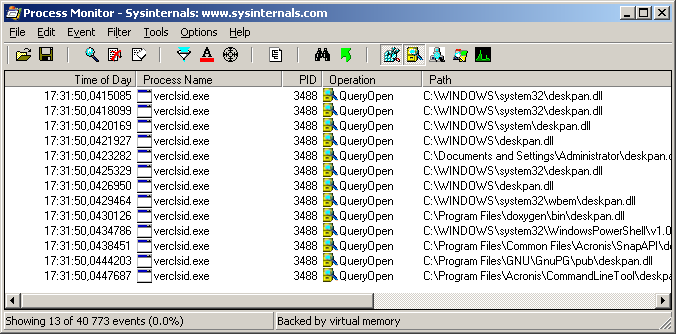 Process Monitor - Sysinternals: www.sysinternals.com
File Edit Event Filter Tools Options Help
Time of Day Process Name PID Operation Path
17:31:50,0415085 verclsid.exe 3488 QueryOpen C:\WINDOWS\system32\deskpan.dll
17:31:50,0418099 verclsid.exe 3488 QueryOpen C:\WINDOWS\system32\deskpan.dll
17:31:50,0420169 verclsid.exe 3488 QueryOpen C:\WINDOWS\system\deskpan.dll
17:31:50,0421927 verclsid.exe 3488 QueryOpen C:\WINDOWS\deskpan.dll
17:31:50,0423282 verclsid.exe 3488 QueryOpen C:\Documents and Settings\Administrator\deskpan.d
17:31:50,0425329 verclsid.exe 3488 QueryOpen C:\WINDOWS\system32\deskpan.dll
17:31:50,0426950 verclsid.exe 3488 QueryOpen C:\WINDOWS\deskpan.dll
17:31:50,0429464 verclsid.exe 3488 QueryOpen C:\WINDOWS\system32\wbem\deskpan.dll
17:31:50,0430126 verclsid.exe 3488 QueryOpen C:\Program Files\doxygen\bin\deskpan.dll
17:31:50,0434786 verclsid.exe 3488 QueryOpen C:\WINDOWS\system32\WindowsPowerShell\v1.0
17:31:50,0438451 verclsid.exe 3488 QueryOpen C:\Program Files\Common Files\Acronis\SnapAPI\de
17:31:50,0444203 verclsid.exe 3488 QueryOpen C:\Program Files\GNU\GnuPG\pub\deskpan.dll
17:31:50,0447687 verclsid.exe 3488 QueryOpen C:\Program Files\Acronis\CommandLineTool\deskpa
Showing 13 of 40 773 events (0.0%) Backed by virtual memory